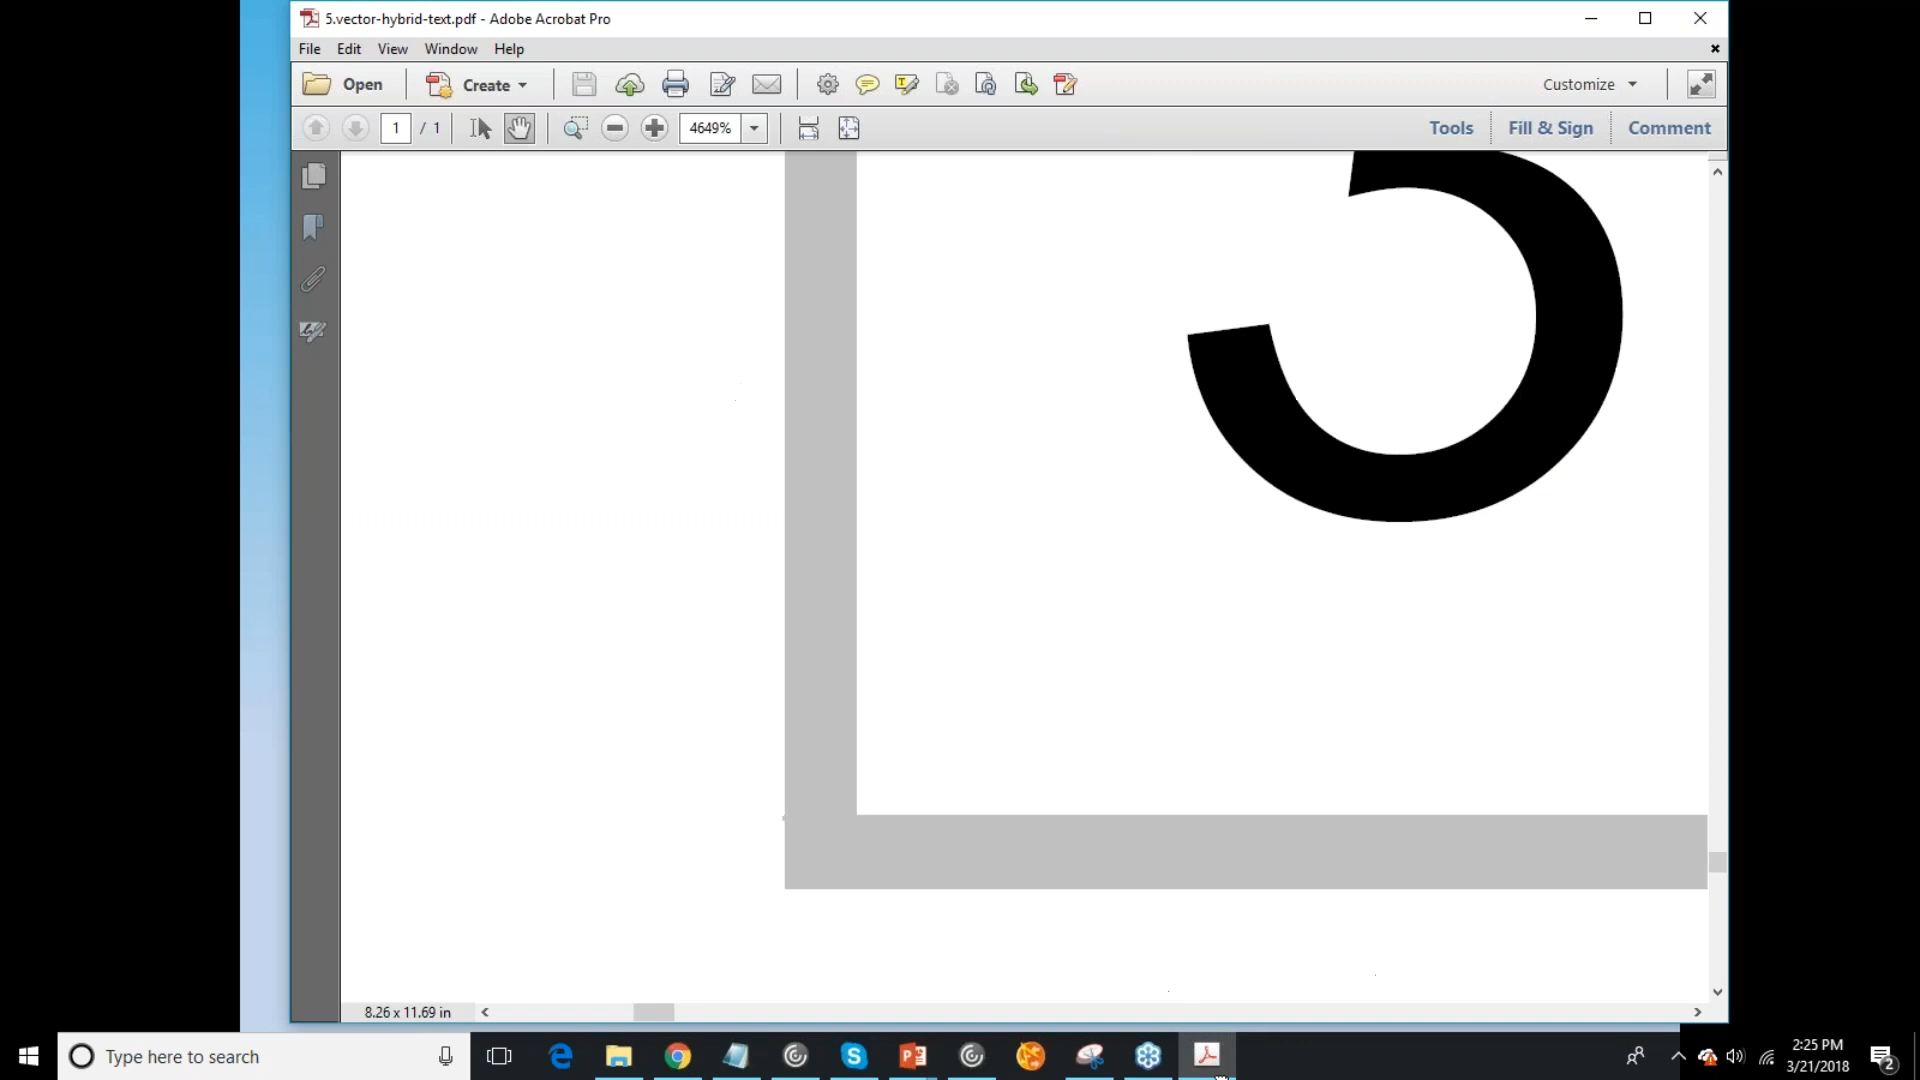 5.vector-hybrid-text.pdf - Adobe Acrobat Pro
File Edit View Window Help
Open Create Customize
1 / 1 4649% Tools Fill & Sign Comment
5
8.26 x 11.69 in
Type here to search
2:25 PM
3/21/2018
2